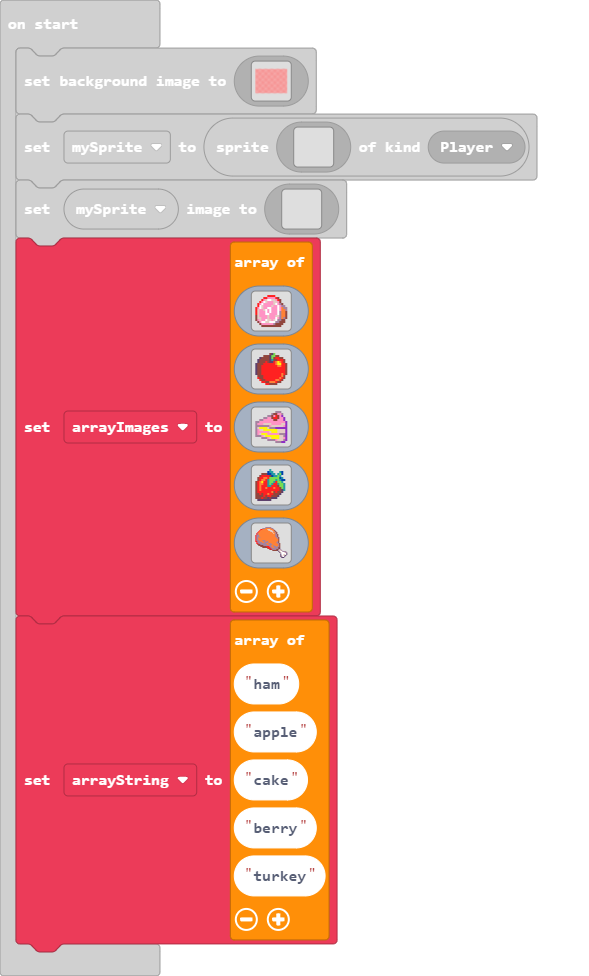 on start
set background image to
set mySprite to sprite of kind Player
set mySprite image to
array of
set arrayImages to
array of
"ham"
"apple"
set arrayString to "cake"
"berry"
"turkey"